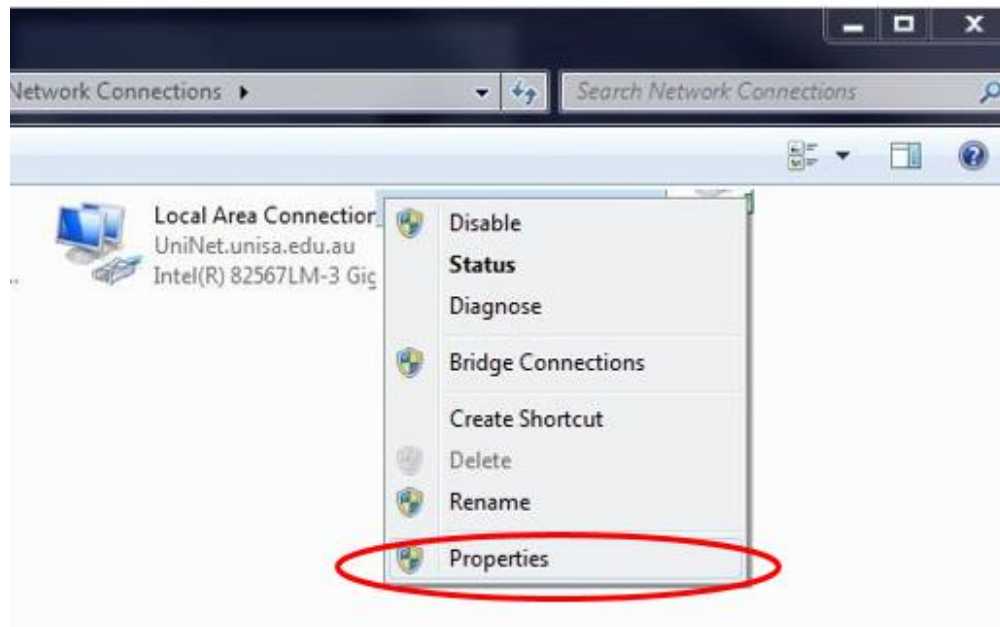 Network Connections
Search Network Connections
Local Area Connection
UniNet.unisa.edu.au
Intel(R) 82567LM-3 Gig
...
Disable
Status
Diagnose
Bridge Connections
Create Shortcut
Delete
Rename
Properties